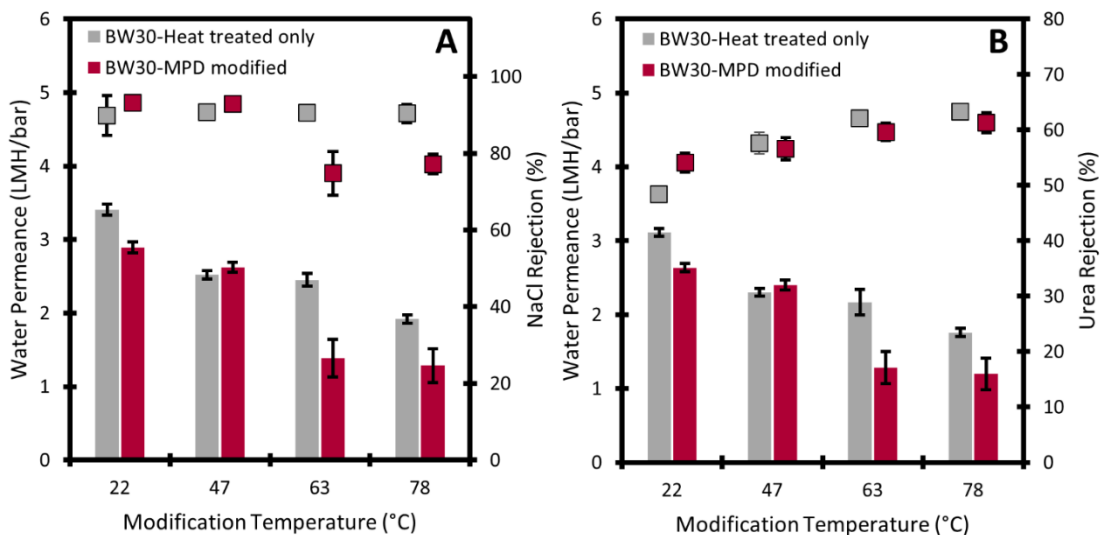 A
BW30-Heat treated only
BW30-MPD modified
Water Permeance (LMH/bar)
6
5
4
3
2
1
0
NaCl Rejection (%)
100
80
60
40
20
0
22 47 63 78
Modification Temperature (°C)
B
BW30-Heat treated only
BW30-MPD modified
Water Permeance (LMH/bar)
6
5
4
3
2
1
0
Urea Rejection (%)
80
70
60
50
40
30
20
10
0
22 47 63 78
Modification Temperature (°C)